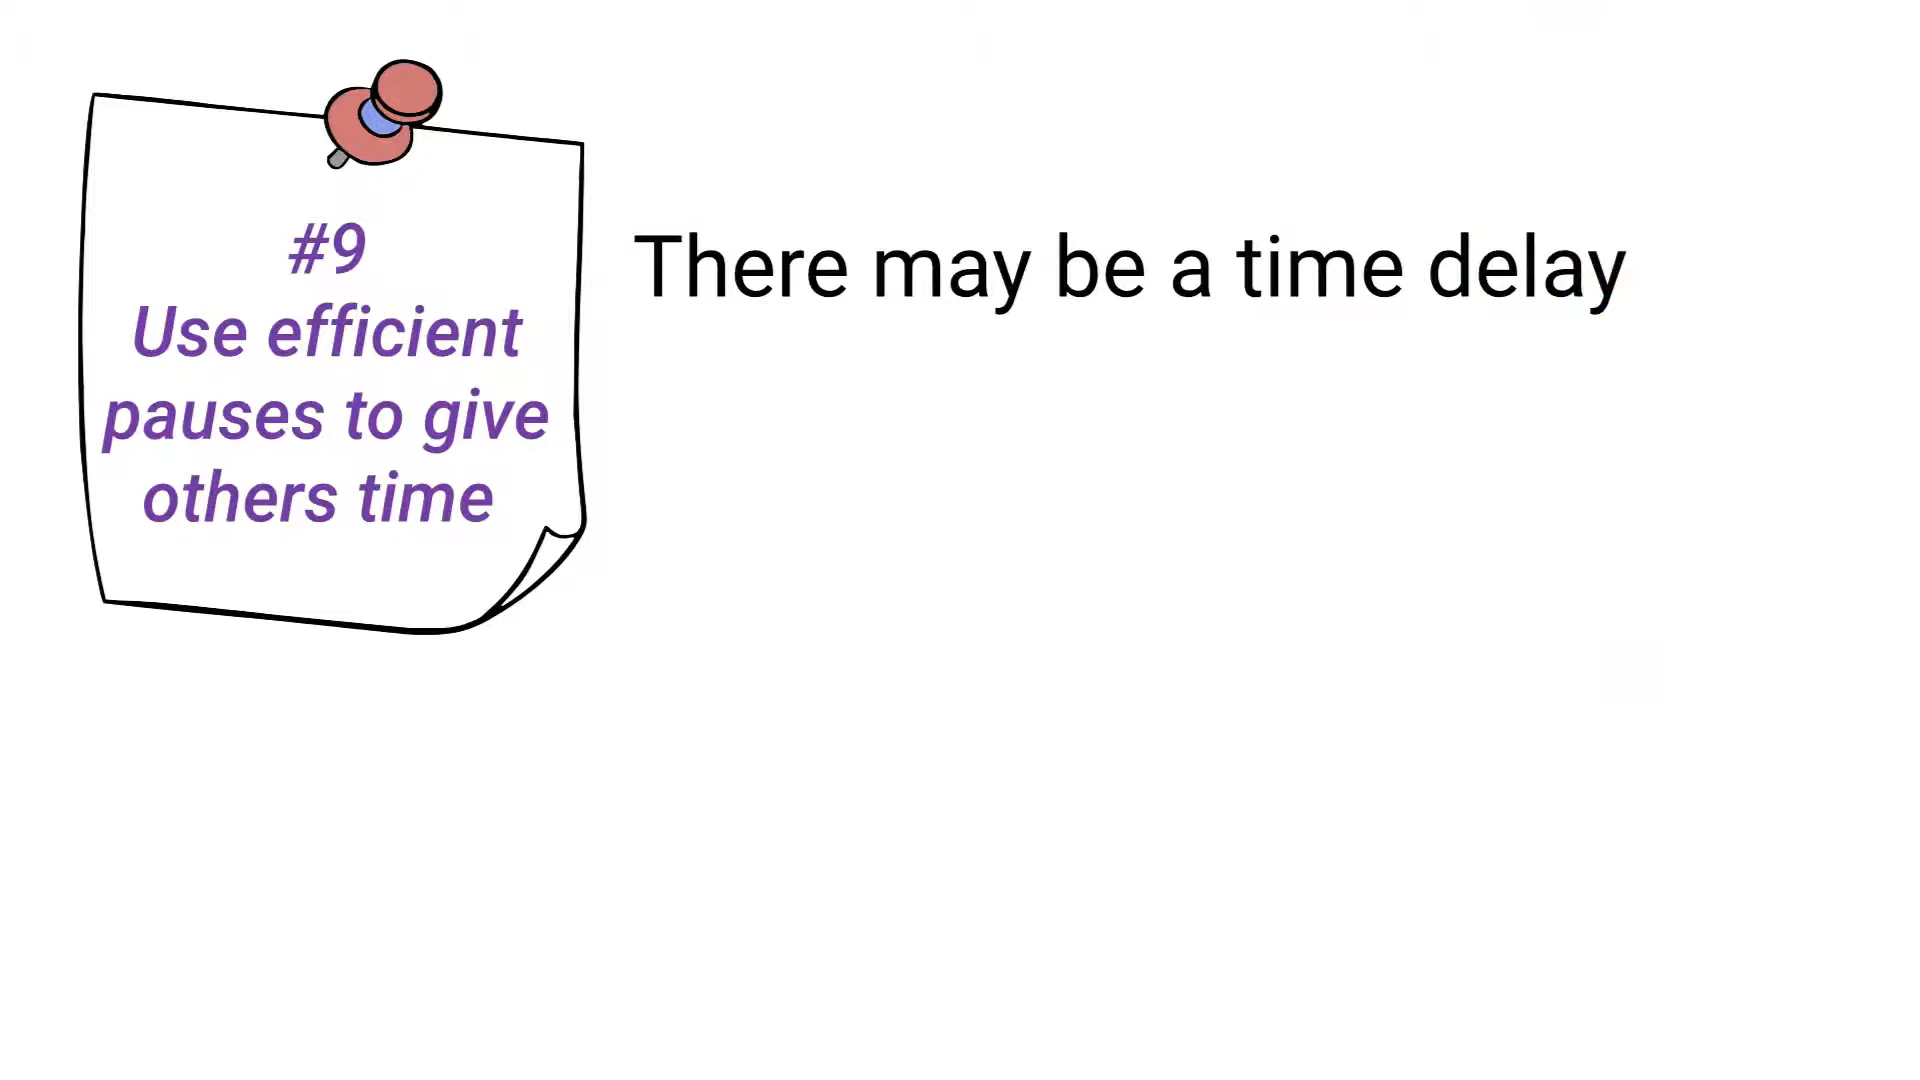 #9
Use efficient
pauses to give
others time
There may be a time delay